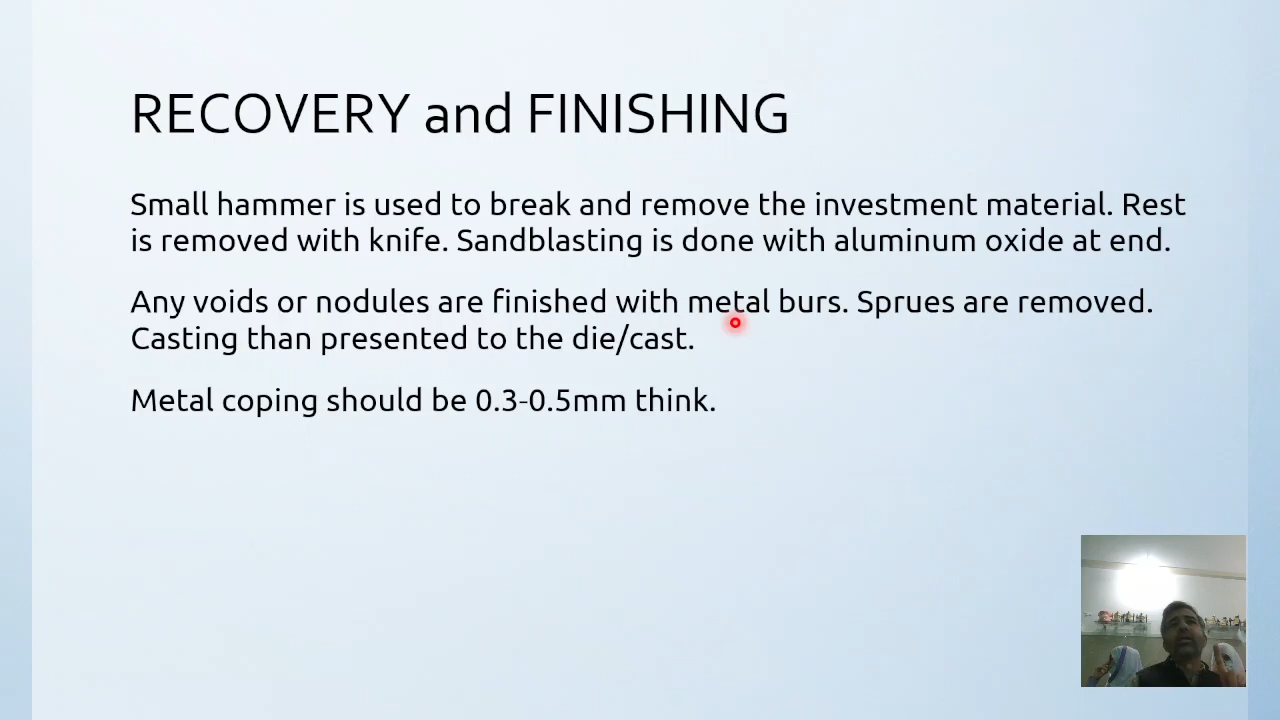 RECOVERY and FINISHING
Small hammer is used to break and remove the investment material. Rest
is removed with knife. Sandblasting is done with aluminum oxide at end.
Any voids or nodules are finished with metal burs. Sprues are removed.
Casting than presented to the die/cast.
Metal coping should be 0.3-0.5mm think.